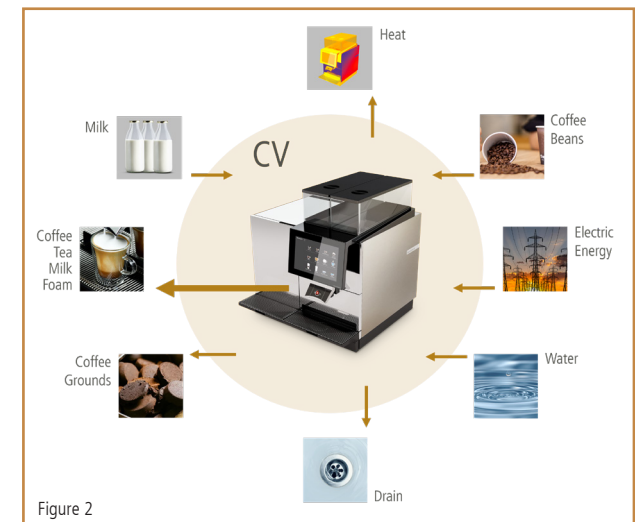 Heat
Coffee
Beans
Milk
CV
Electric
Energy
Coffee
Tea
Milk
Foam
Water
Coffee
Grounds
Drain
Figure 2